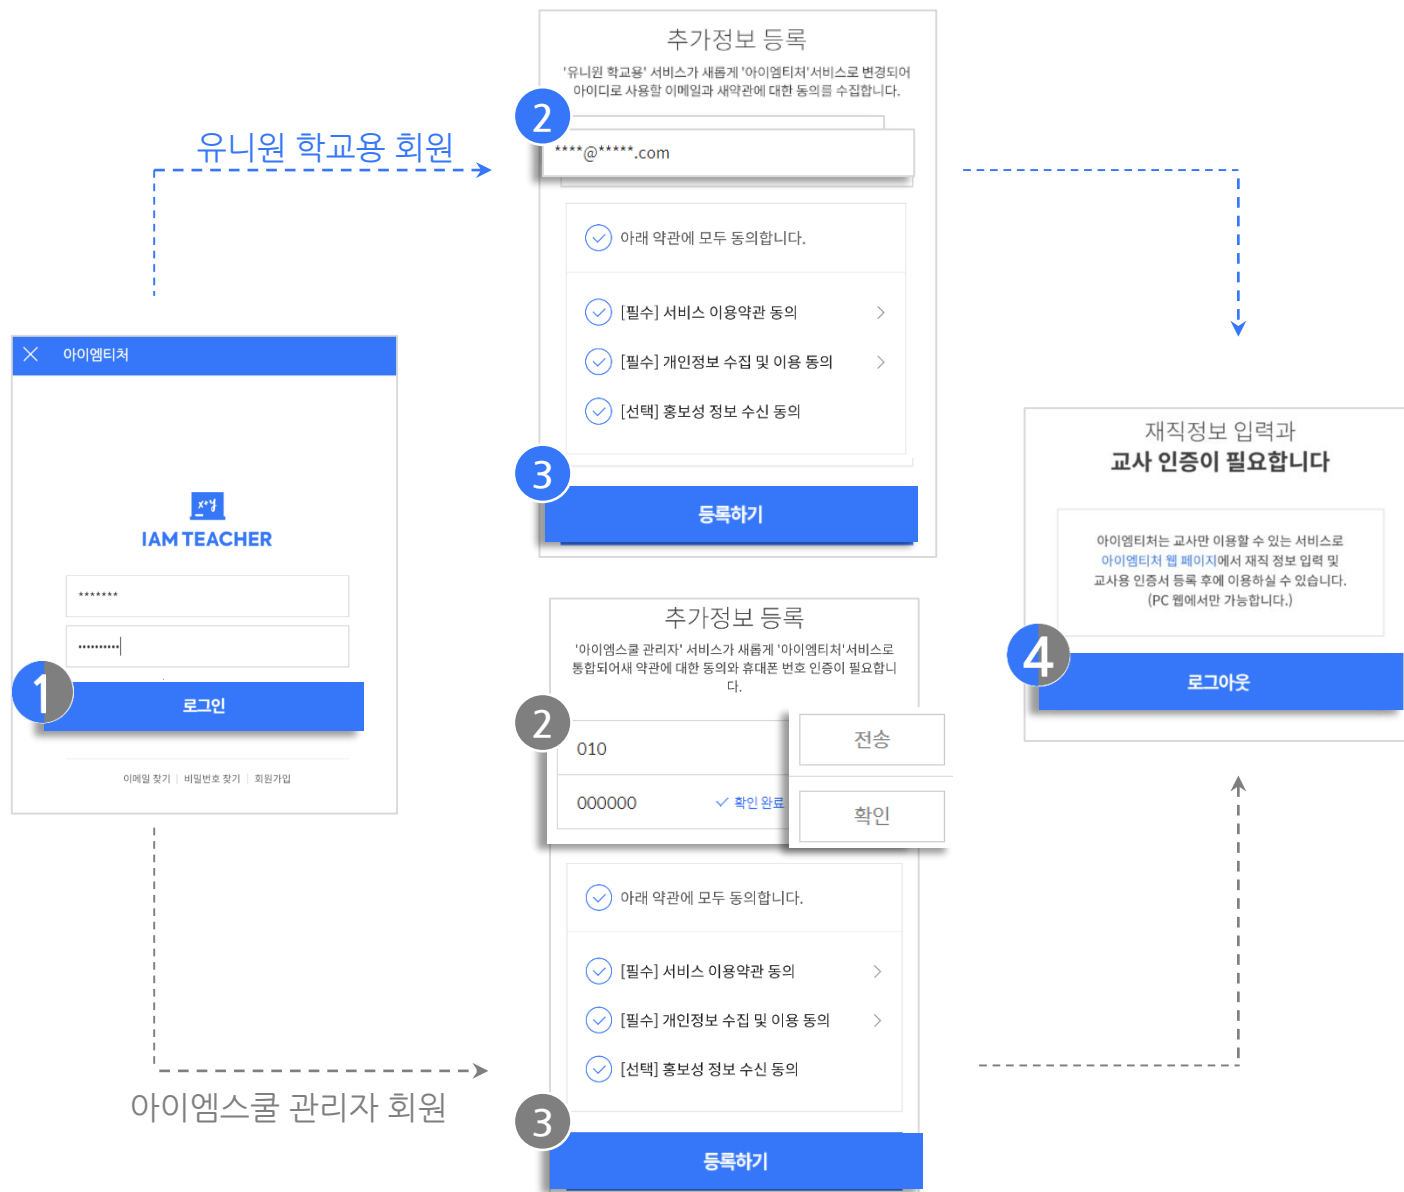 유니원 학교용 회원
아이엠티처
x+y
IAM TEACHER
*******
••••••••••
1
로그인
이메일 찾기 | 비밀번호 찾기 | 회원가입
아이엠스쿨 관리자 회원
추가정보 등록
'유니원 학교용' 서비스가 새롭게 '아이엠티처'서비스로 변경되어
아이디로 사용할 이메일과 새약관에 대한 동의를 수집합니다.
2
****@*****.com
아래 약관에 모두 동의합니다.
[필수] 서비스 이용약관 동의
[필수] 개인정보 수집 및 이용 동의
[선택] 홍보성 정보 수신 동의
3
등록하기
추가정보 등록
'아이엠스쿨 관리자' 서비스가 새롭게 '아이엠티처'서비스로
통합되어새 약관에 대한 동의와 휴대폰 번호 인증이 필요합니
다.
2
010
전송
000000
확인 완료
확인
아래 약관에 모두 동의합니다.
[필수] 서비스 이용약관 동의
[필수] 개인정보 수집 및 이용 동의
[선택] 홍보성 정보 수신 동의
3
등록하기
재직정보 입력과
교사 인증이 필요합니다
아이엠티처는 교사만 이용할 수 있는 서비스로
아이엠티처 웹 페이지에서 재직 정보 입력 및
교사용 인증서 등록 후에 이용하실 수 있습니다.
(PC 웹에서만 가능합니다.)
4
로그아웃